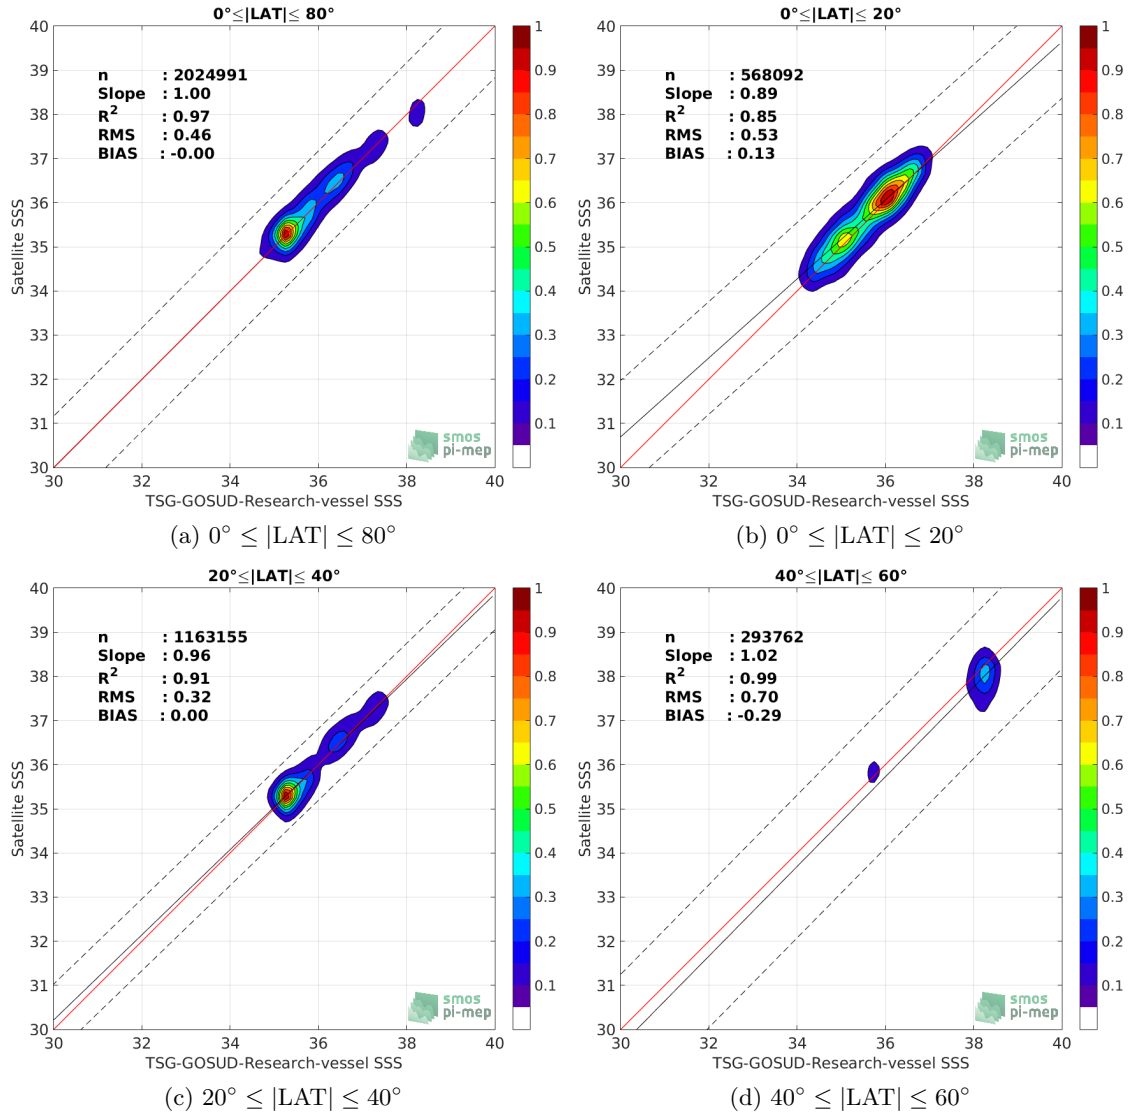 0°≤|LAT|≤ 80°
40
39
38
37
36
35
34
33
32
31
30
Satellite SSS
n : 2024991
Slope : 1.00
R² : 0.97
RMS : 0.46
BIAS : -0.00
smos
pi-mep
30 32 34 36 38 40
TSG-GOSUD-Research-vessel SSS
1
0.9
0.8
0.7
0.6
0.5
0.4
0.3
0.2
0.1
(a) 0° ≤ |LAT| ≤ 80°
0°≤|LAT|≤ 20°
40
39
38
37
36
35
34
33
32
31
30
Satellite SSS
n : 568092
Slope : 0.89
R² : 0.85
RMS : 0.53
BIAS : 0.13
smos
pi-mep
30 32 34 36 38 40
TSG-GOSUD-Research-vessel SSS
1
0.9
0.8
0.7
0.6
0.5
0.4
0.3
0.2
0.1
(b) 0° ≤ |LAT| ≤ 20°
20°≤|LAT|≤ 40°
40
39
38
37
36
35
34
33
32
31
30
Satellite SSS
n : 1163155
Slope : 0.96
R² : 0.91
RMS : 0.32
BIAS : 0.00
smos
pi-mep
30 32 34 36 38 40
TSG-GOSUD-Research-vessel SSS
1
0.9
0.8
0.7
0.6
0.5
0.4
0.3
0.2
0.1
(c) 20° ≤ |LAT| ≤ 40°
40°≤|LAT|≤ 60°
40
39
38
37
36
35
34
33
32
31
30
Satellite SSS
n : 293762
Slope : 1.02
R² : 0.99
RMS : 0.70
BIAS : -0.29
smos
pi-mep
30 32 34 36 38 40
TSG-GOSUD-Research-vessel SSS
1
0.9
0.8
0.7
0.6
0.5
0.4
0.3
0.2
0.1
(d) 40° ≤ |LAT| ≤ 60°